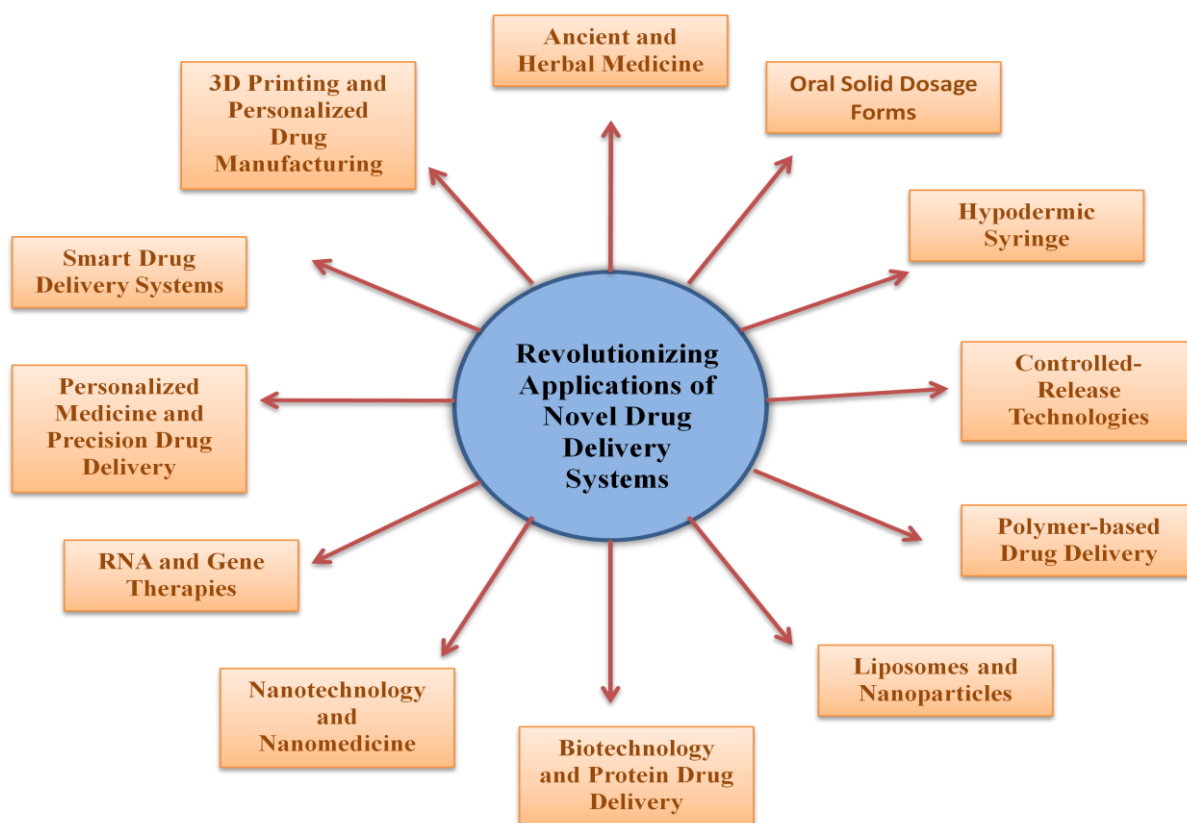 Ancient and
Herbal Medicine
Oral Solid Dosage
Forms
Hypodermic
Syringe
Controlled-
Release
Technologies
Polymer-based
Drug Delivery
Liposomes and
Nanoparticles
Biotechnology
and Protein Drug
Delivery
Nanotechnology
and
Nanomedicine
RNA and Gene
Therapies
Personalized
Medicine and
Precision Drug
Delivery
Smart Drug
Delivery Systems
3D Printing and
Personalized
Drug
Manufacturing
Revolutionizing
Applications of
Novel Drug
Delivery
Systems